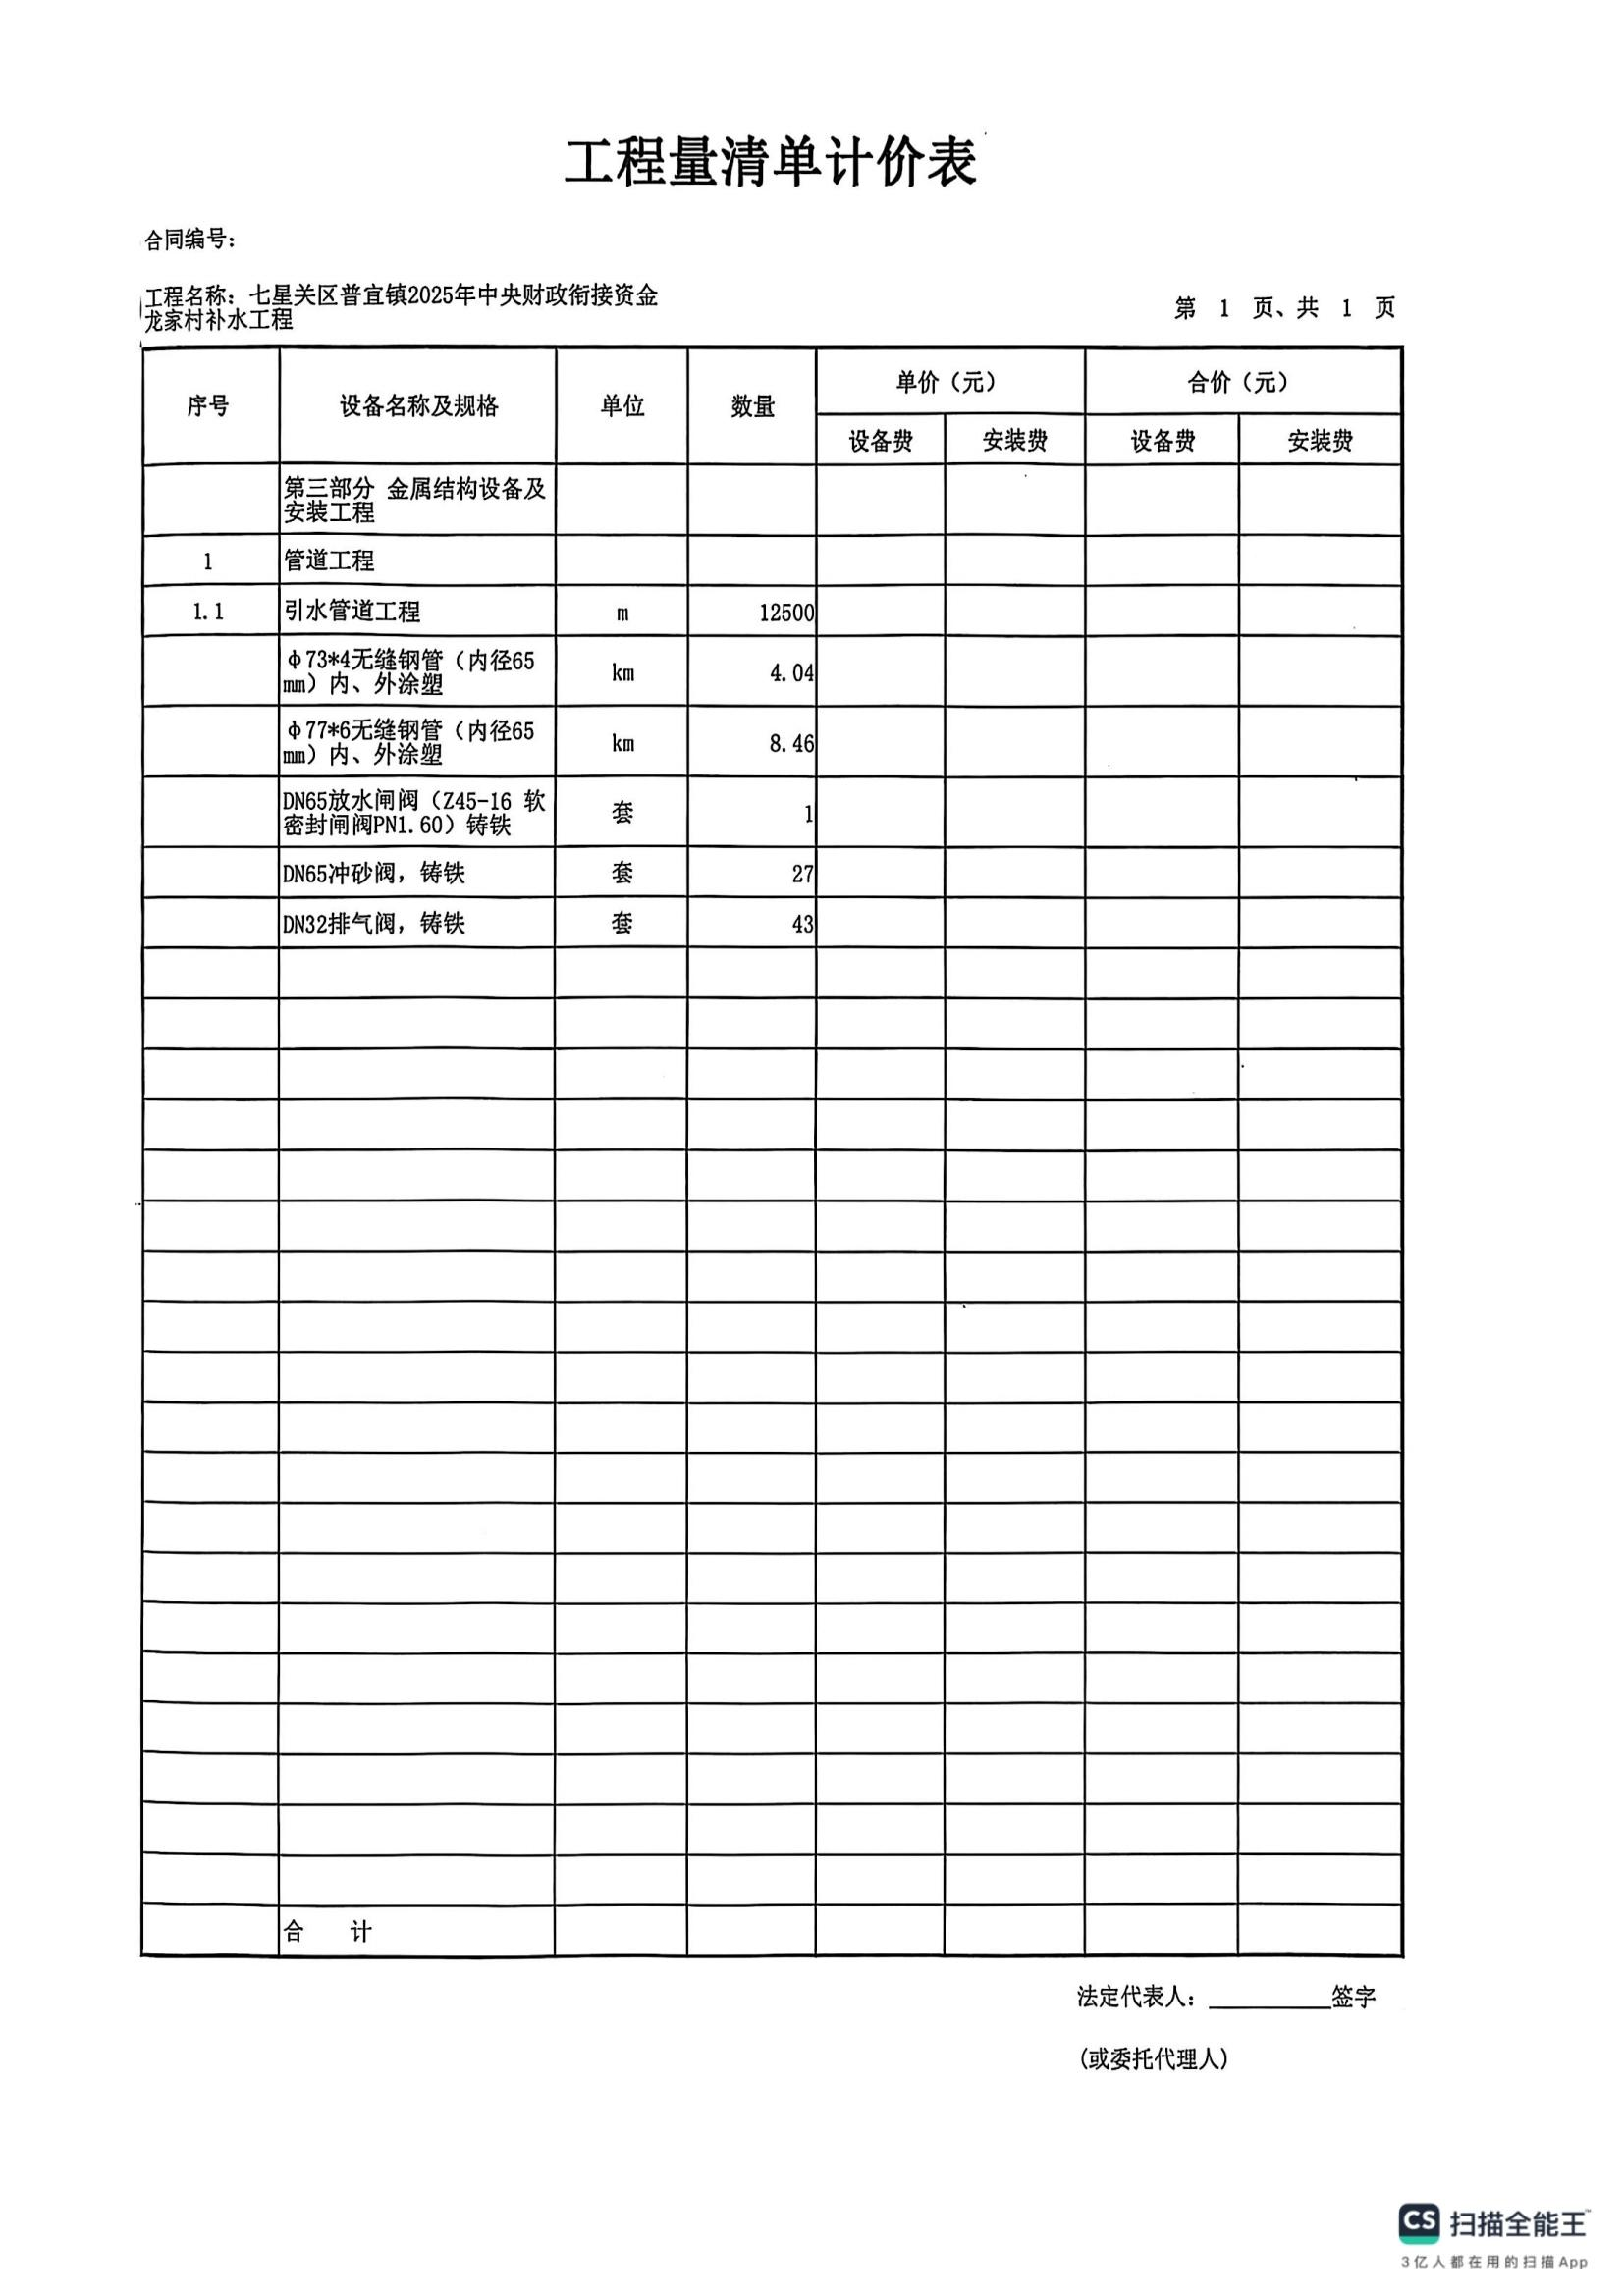 工程量清单计价表
合同编号：
工程名称：七星关区普宜镇2025年中央财政衔接资金
龙家村补水工程
第 1 页、共 1 页
序号 设备名称及规格 单位 数量 单价（元） 合价（元）
设备费 安装费 设备费 安装费
第三部分 金属结构设备及
安装工程
1 管道工程
1.1 引水管道工程 m 12500
φ73*4无缝钢管（内径65
mm）内、外涂塑 km 4.04
φ77*6无缝钢管（内径65
mm）内、外涂塑 km 8.46
DN65放水闸阀（Z45-16 软
密封闸阀PN1.60）铸铁 套 1
DN65冲砂阀，铸铁 套 27
DN32排气阀，铸铁 套 43
合 计
法定代表人：________签字
(或委托代理人)
CS 扫描全能王™
3亿人都在用的扫描App